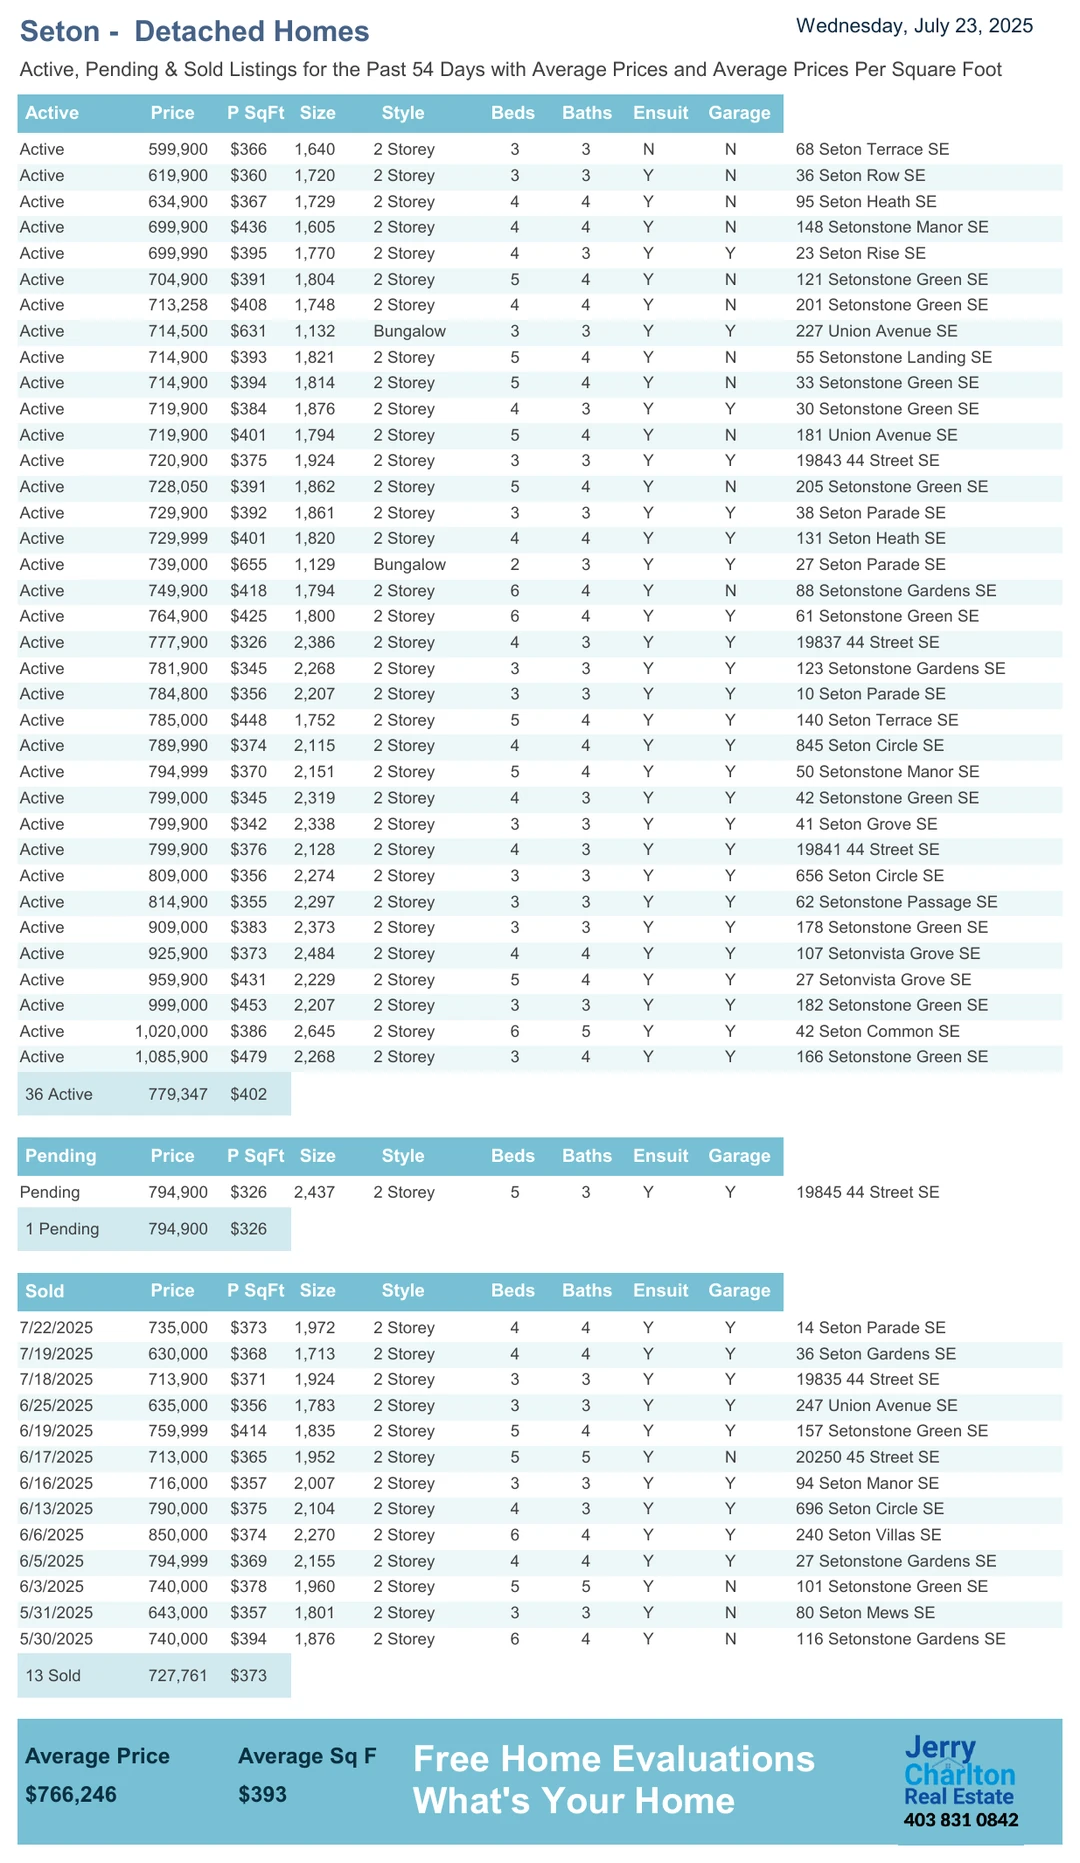 Seton -  Detached Homes
Wednesday, July 23, 2025
Active, Pending & Sold Listings for the Past 54 Days with Average Prices and Average Prices Per Square Foot
Active Price P SqFt Size Style Beds Baths Ensuit Garage
Active 599,900 $366 1,640 2 Storey 3 3 N N 68 Seton Terrace SE
Active 619,900 $360 1,720 2 Storey 3 3 Y N 36 Seton Row SE
Active 634,900 $367 1,729 2 Storey 4 4 Y N 95 Seton Heath SE
Active 699,900 $436 1,605 2 Storey 4 4 Y N 148 Setonstone Manor SE
Active 699,990 $395 1,770 2 Storey 4 3 Y Y 23 Seton Rise SE
Active 704,900 $391 1,804 2 Storey 5 4 Y N 121 Setonstone Green SE
Active 713,258 $408 1,748 2 Storey 4 4 Y N 201 Setonstone Green SE
Active 714,500 $631 1,132 Bungalow 3 3 Y Y 227 Union Avenue SE
Active 714,900 $393 1,821 2 Storey 5 4 Y N 55 Setonstone Landing SE
Active 714,900 $394 1,814 2 Storey 5 4 Y N 33 Setonstone Green SE
Active 719,900 $384 1,876 2 Storey 4 3 Y Y 30 Setonstone Green SE
Active 719,900 $401 1,794 2 Storey 5 4 Y N 181 Union Avenue SE
Active 720,900 $375 1,924 2 Storey 3 3 Y Y 19843 44 Street SE
Active 728,050 $391 1,862 2 Storey 5 4 Y N 205 Setonstone Green SE
Active 729,900 $392 1,861 2 Storey 3 3 Y Y 38 Seton Parade SE
Active 729,999 $401 1,820 2 Storey 4 4 Y Y 131 Seton Heath SE
Active 739,000 $655 1,129 Bungalow 2 3 Y Y 27 Seton Parade SE
Active 749,900 $418 1,794 2 Storey 6 4 Y N 88 Setonstone Gardens SE
Active 764,900 $425 1,800 2 Storey 6 4 Y Y 61 Setonstone Green SE
Active 777,900 $326 2,386 2 Storey 4 3 Y Y 19837 44 Street SE
Active 781,900 $345 2,268 2 Storey 3 3 Y Y 123 Setonstone Gardens SE
Active 784,800 $356 2,207 2 Storey 3 3 Y Y 10 Seton Parade SE
Active 785,000 $448 1,752 2 Storey 5 4 Y Y 140 Seton Terrace SE
Active 789,990 $374 2,115 2 Storey 4 4 Y Y 845 Seton Circle SE
Active 794,999 $370 2,151 2 Storey 5 4 Y Y 50 Setonstone Manor SE
Active 799,000 $345 2,319 2 Storey 4 3 Y Y 42 Setonstone Green SE
Active 799,900 $342 2,338 2 Storey 3 3 Y Y 41 Seton Grove SE
Active 799,900 $376 2,128 2 Storey 4 3 Y Y 19841 44 Street SE
Active 809,000 $356 2,274 2 Storey 3 3 Y Y 656 Seton Circle SE
Active 814,900 $355 2,297 2 Storey 3 3 Y Y 62 Setonstone Passage SE
Active 909,000 $383 2,373 2 Storey 3 3 Y Y 178 Setonstone Green SE
Active 925,900 $373 2,484 2 Storey 4 4 Y Y 107 Setonvista Grove SE
Active 959,900 $431 2,229 2 Storey 5 4 Y Y 27 Setonvista Grove SE
Active 999,000 $453 2,207 2 Storey 3 3 Y Y 182 Setonstone Green SE
Active 1,020,000 $386 2,645 2 Storey 6 5 Y Y 42 Seton Common SE
Active 1,085,900 $479 2,268 2 Storey 3 4 Y Y 166 Setonstone Green SE
36 Active 779,347 $402
Pending Price P SqFt Size Style Beds Baths Ensuit Garage
Pending 794,900 $326 2,437 2 Storey 5 3 Y Y 19845 44 Street SE
1 Pending 794,900 $326
Sold Price P SqFt Size Style Beds Baths Ensuit Garage
7/22/2025 735,000 $373 1,972 2 Storey 4 4 Y Y 14 Seton Parade SE
7/19/2025 630,000 $368 1,713 2 Storey 4 4 Y Y 36 Seton Gardens SE
7/18/2025 713,900 $371 1,924 2 Storey 3 3 Y Y 19835 44 Street SE
6/25/2025 635,000 $356 1,783 2 Storey 3 3 Y Y 247 Union Avenue SE
6/19/2025 759,999 $414 1,835 2 Storey 5 4 Y Y 157 Setonstone Green SE
6/17/2025 713,000 $365 1,952 2 Storey 5 5 Y N 20250 45 Street SE
6/16/2025 716,000 $357 2,007 2 Storey 3 3 Y Y 94 Seton Manor SE
6/13/2025 790,000 $375 2,104 2 Storey 4 3 Y Y 696 Seton Circle SE
6/6/2025 850,000 $374 2,270 2 Storey 6 4 Y Y 240 Seton Villas SE
6/5/2025 794,999 $369 2,155 2 Storey 4 4 Y Y 27 Setonstone Gardens SE
6/3/2025 740,000 $378 1,960 2 Storey 5 5 Y N 101 Setonstone Green SE
5/31/2025 643,000 $357 1,801 2 Storey 3 3 Y N 80 Seton Mews SE
5/30/2025 740,000 $394 1,876 2 Storey 6 4 Y N 116 Setonstone Gardens SE
13 Sold 727,761 $373
Average Price Average Sq F
$766,246 $393
Free Home Evaluations
What's Your Home
Jerry
Charlton
Real Estate
403 831 0842